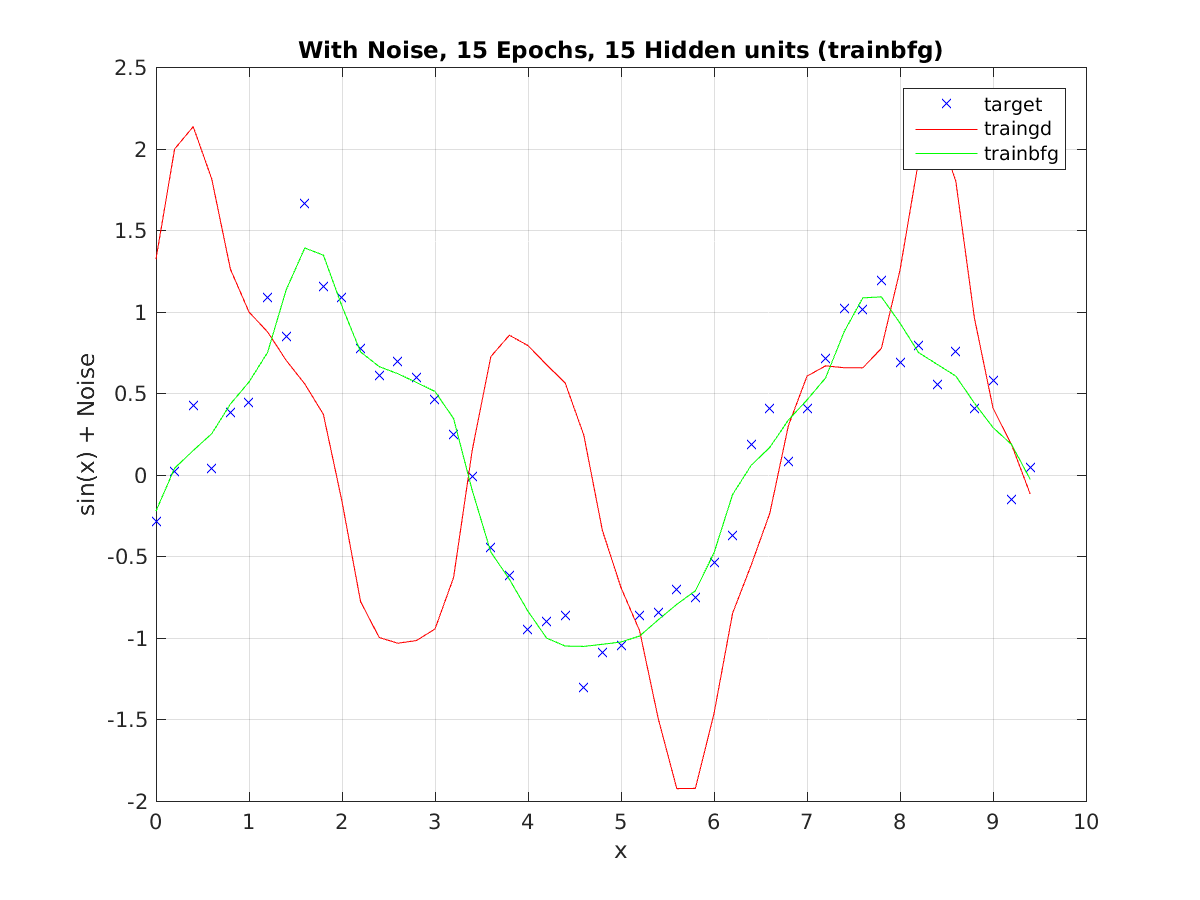 With Noise, 15 Epochs, 15 Hidden units (trainbfg)
target
traingd
trainbfg
sin(x) + Noise
2.5
2
1.5
1
0.5
0
-0.5
-1
-1.5
-2
0 1 2 3 4 5 6 7 8 9 10
x